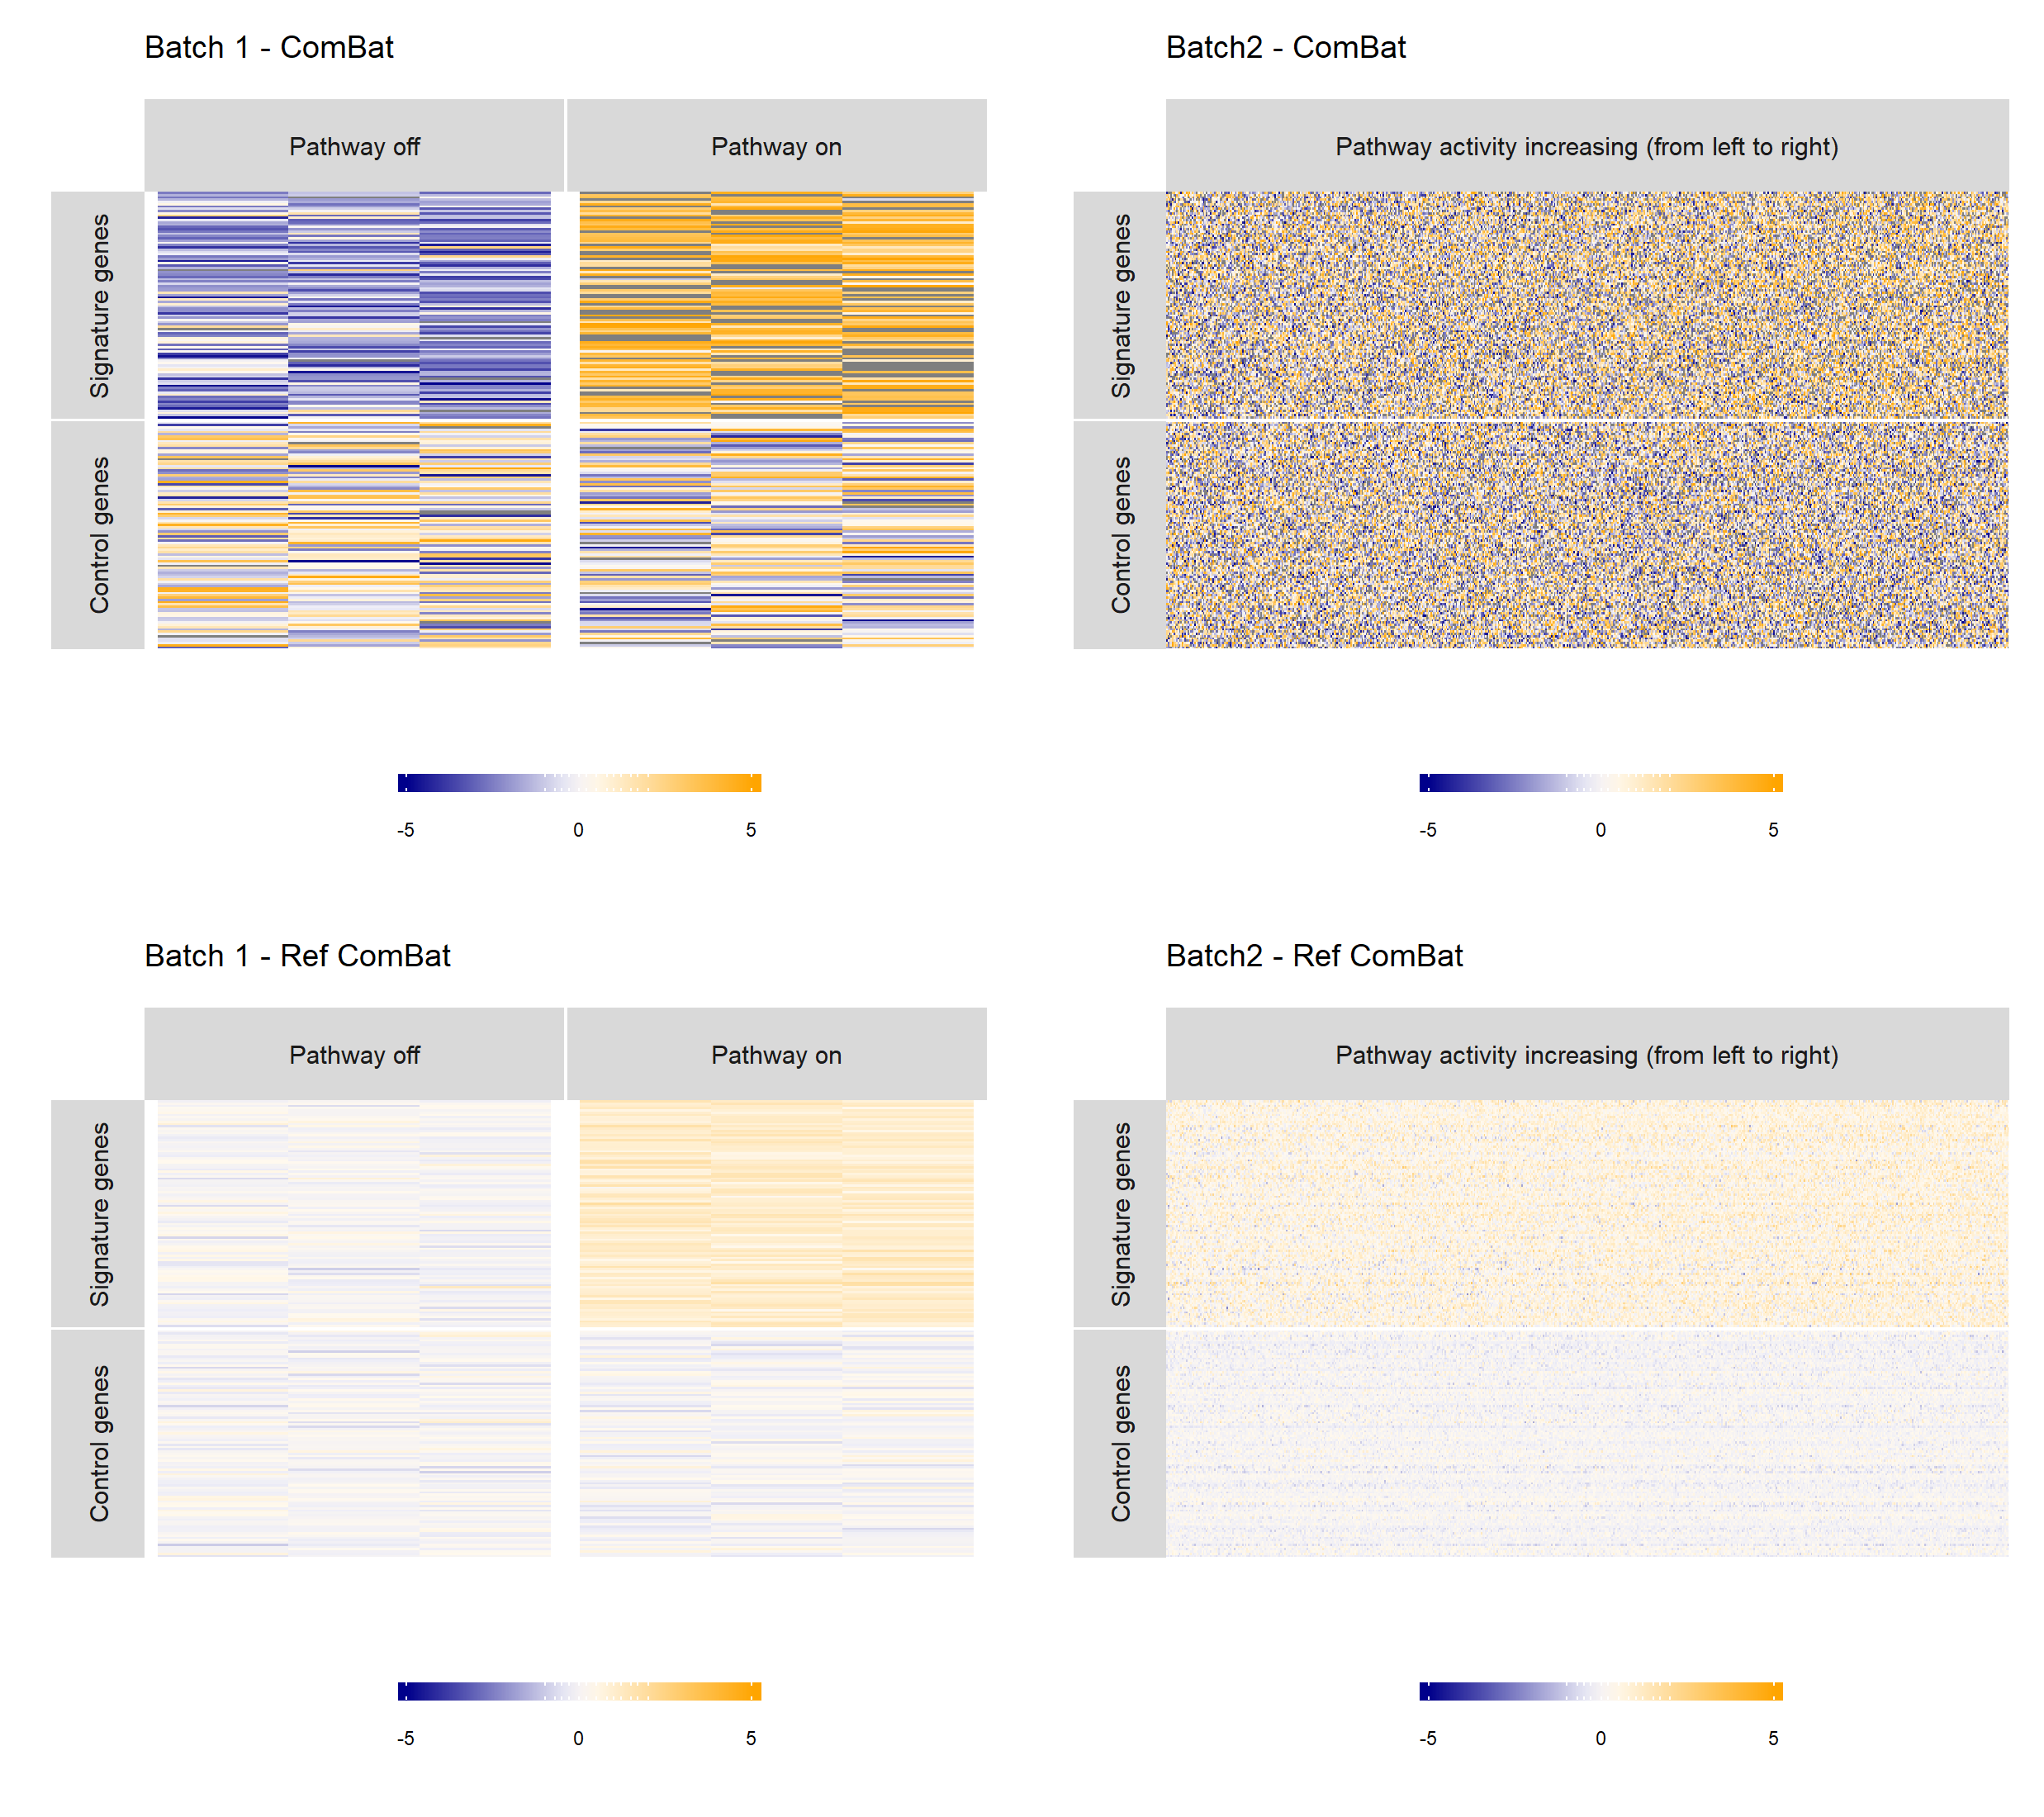 Batch 1 - ComBat
Pathway off
Pathway on
Signature genes
Control genes
-5 0 5
Batch2 - ComBat
Pathway activity increasing (from left to right)
Signature genes
Control genes
-5 0 5
Batch 1 - Ref ComBat
Pathway off
Pathway on
Signature genes
Control genes
-5 0 5
Batch2 - Ref ComBat
Pathway activity increasing (from left to right)
Signature genes
Control genes
-5 0 5